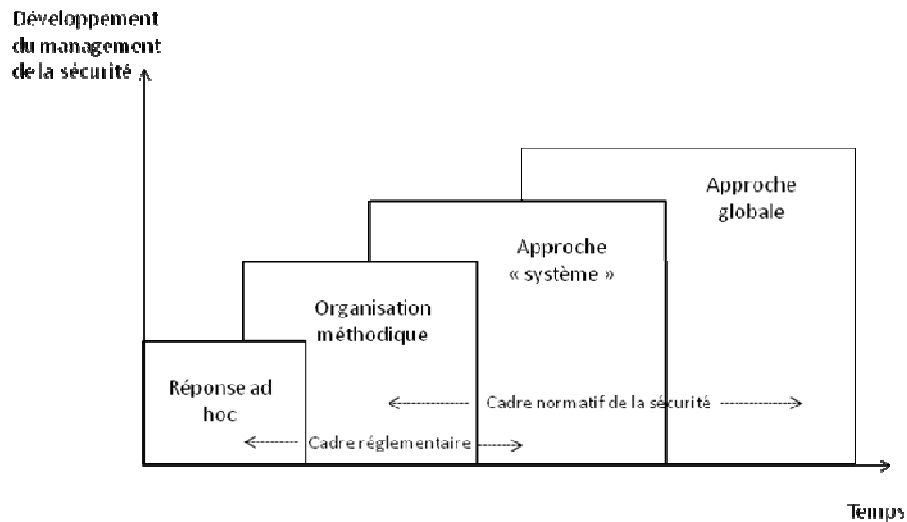 Développement
du management
de la sécurité
Approche
globale
Approche
« système »
Organisation
méthodique
Réponse ad
hoc
Cadre normatif de la sécurité
Cadre réglementaire
Temps